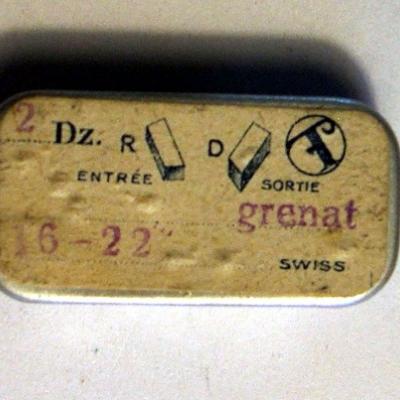 2 Dz. R D
ENTRÉE SORTIE
grenat
16-22‴
SWISS